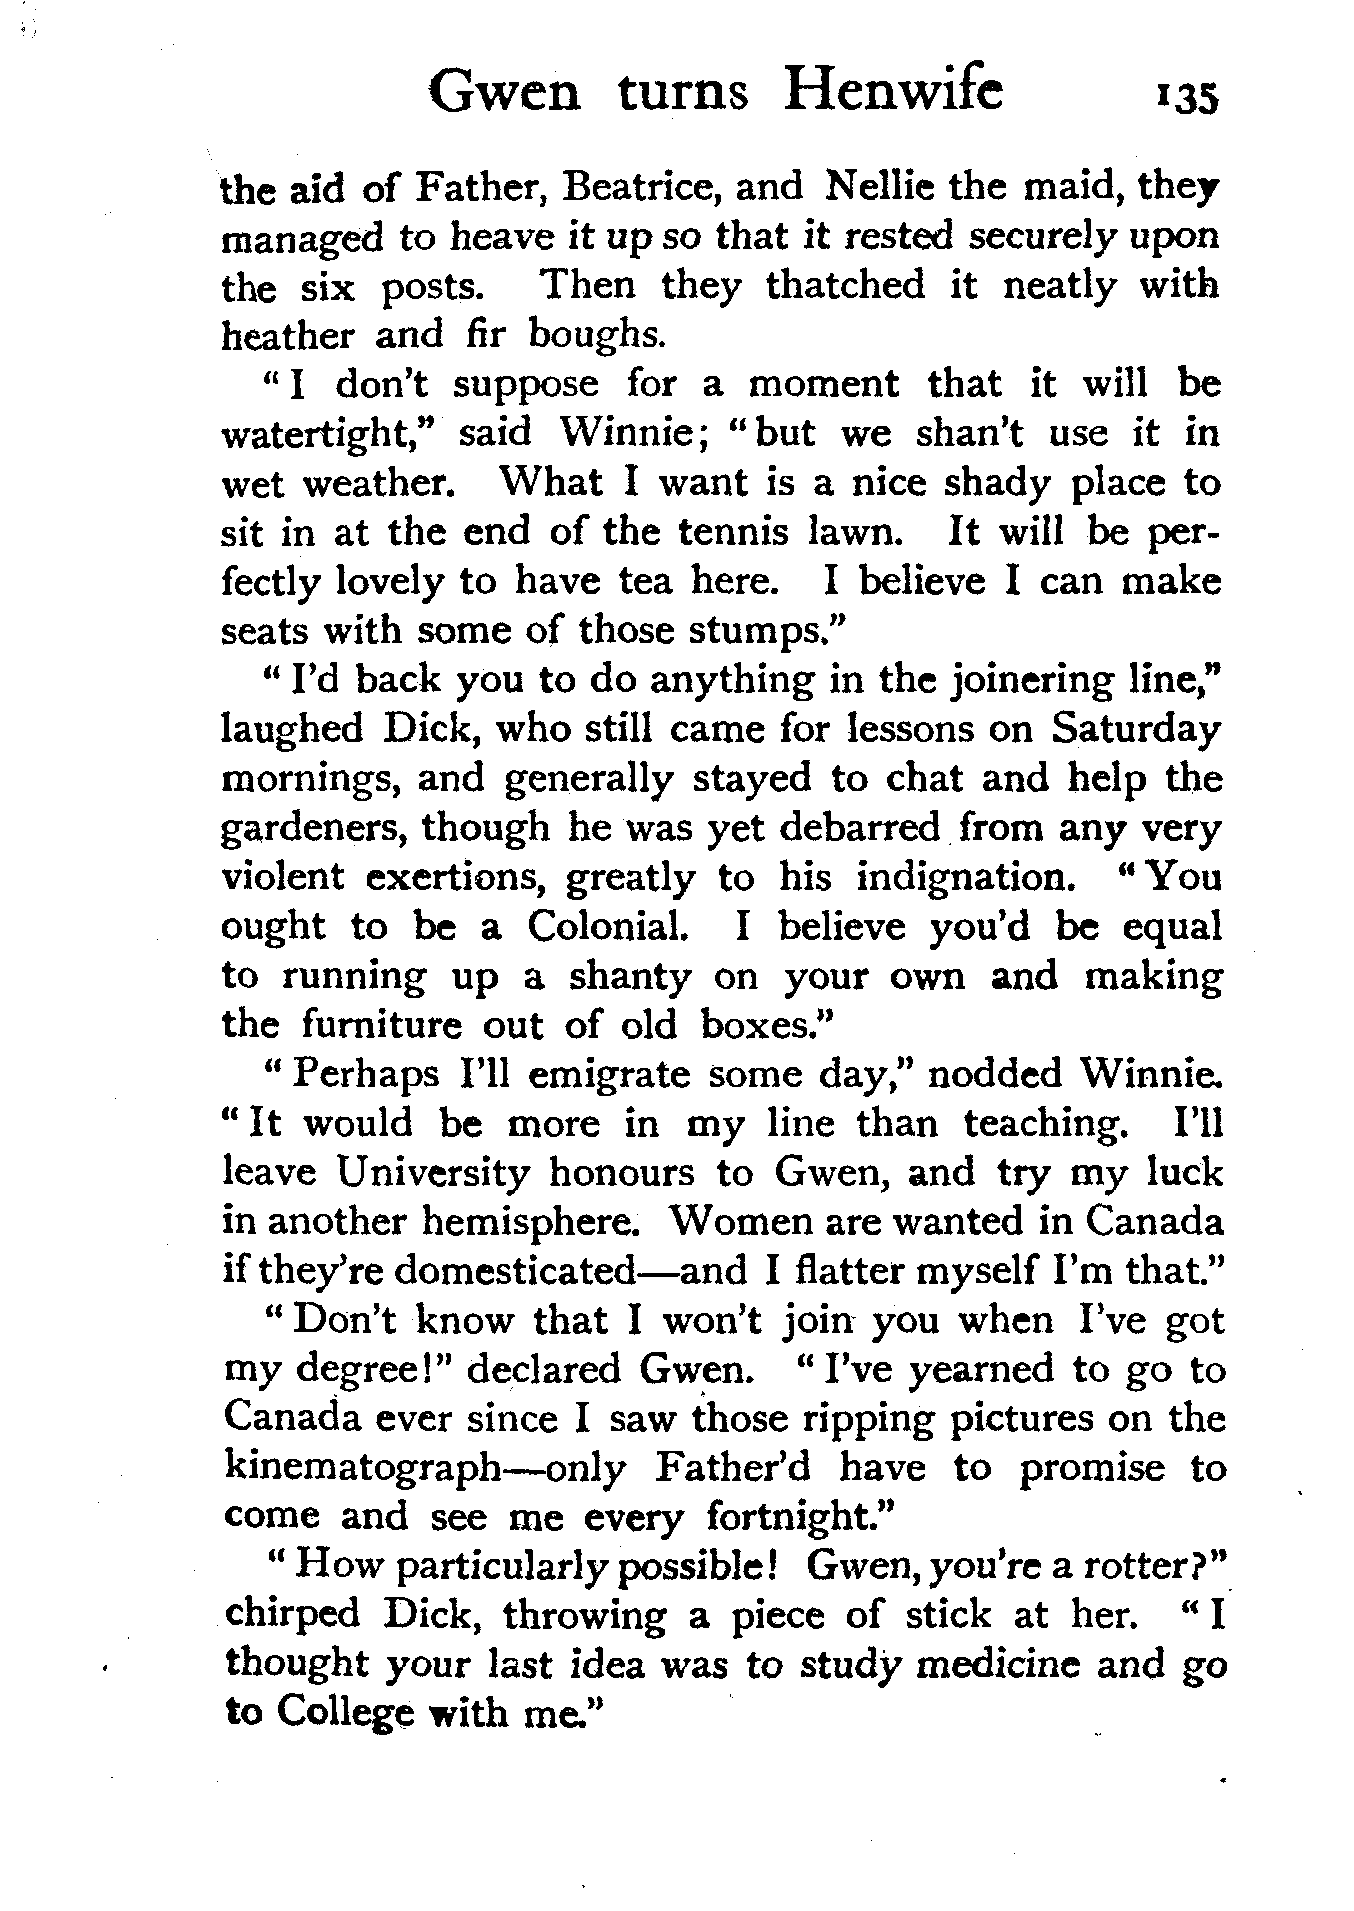 Gwen turns Henwife 135
the aid of Father, Beatrice, and Nellie the maid, they
managed to heave it up so that it rested securely upon
the six posts. Then they thatched it neatly with
heather and fir boughs.
“I don’t suppose for a moment that it will be
watertight,” said Winnie; “but we shan’t use it in
wet weather. What I want is a nice shady place to
sit in at the end of the tennis lawn. It will be per-
fectly lovely to have tea here. I believe I can make
seats with some of those stumps.”
“I’d back you to do anything in the joinering line,”
laughed Dick, who still came for lessons on Saturday
mornings, and generally stayed to chat and help the
gardeners, though he was yet debarred from any very
violent exertions, greatly to his indignation. “You
ought to be a Colonial. I believe you’d be equal
to running up a shanty on your own and making
the furniture out of old boxes.”
“Perhaps I’ll emigrate some day,” nodded Winnie.
“It would be more in my line than teaching. I’ll
leave University honours to Gwen, and try my luck
in another hemisphere. Women are wanted in Canada
if they’re domesticated—and I flatter myself I’m that.”
“Don’t know that I won’t join you when I’ve got
my degree!” declared Gwen. “I’ve yearned to go to
Canada ever since I saw those ripping pictures on the
kinematograph—only Father’d have to promise to
come and see me every fortnight.”
“How particularly possible! Gwen, you’re a rotter?”
chirped Dick, throwing a piece of stick at her. “I
thought your last idea was to study medicine and go
to College with me.”